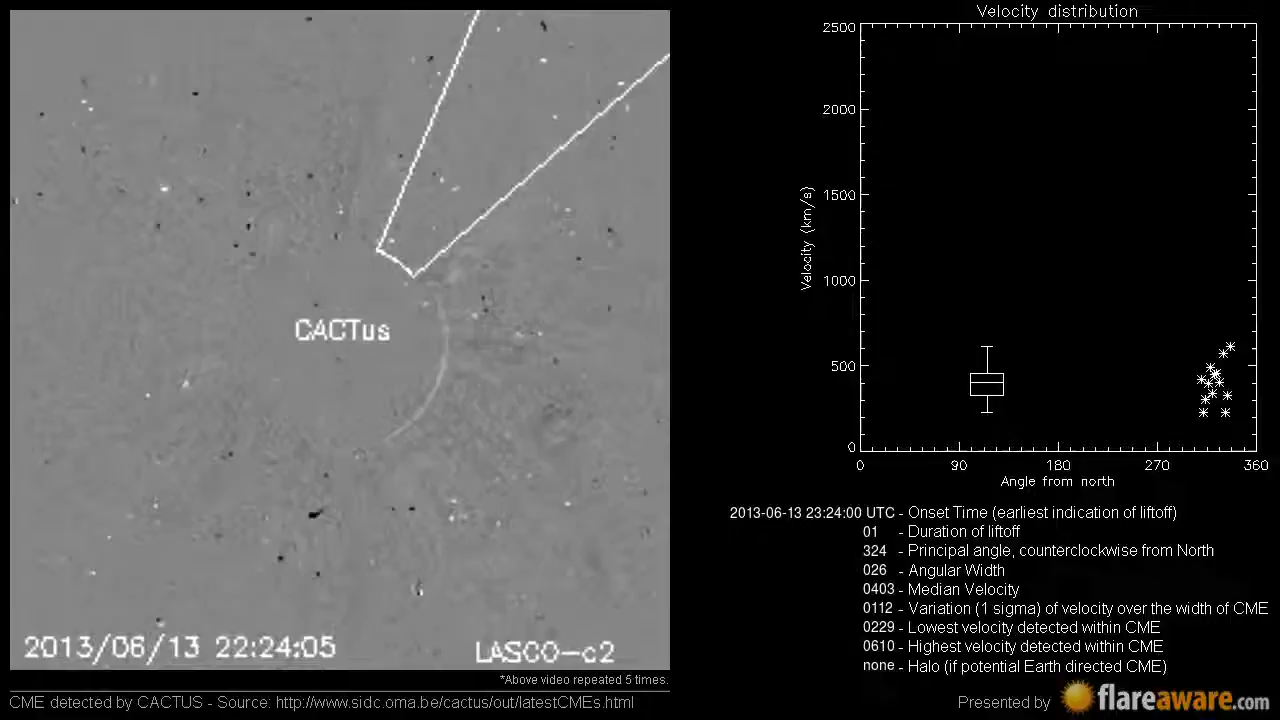 Velocity distribution
2500
2000
1500
1000
500
0
Velocity (km/s)
0 90 180 270 360
Angle from north
CACTus
2013/06/13 22:24:05 LASCO-c2
*Above video repeated 5 times.
CME detected by CACTUS - Source: http://www.sidc.oma.be/cactus/out/latestCMEs.html
2013-06-13 23:24:00 UTC - Onset Time (earliest indication of liftoff)
01 - Duration of liftoff
324 - Principal angle, counterclockwise from North
026 - Angular Width
0403 - Median Velocity
0112 - Variation (1 sigma) of velocity over the width of CME
0229 - Lowest velocity detected within CME
0610 - Highest velocity detected within CME
none - Halo (if potential Earth directed CME)
Presented by flareaware.com